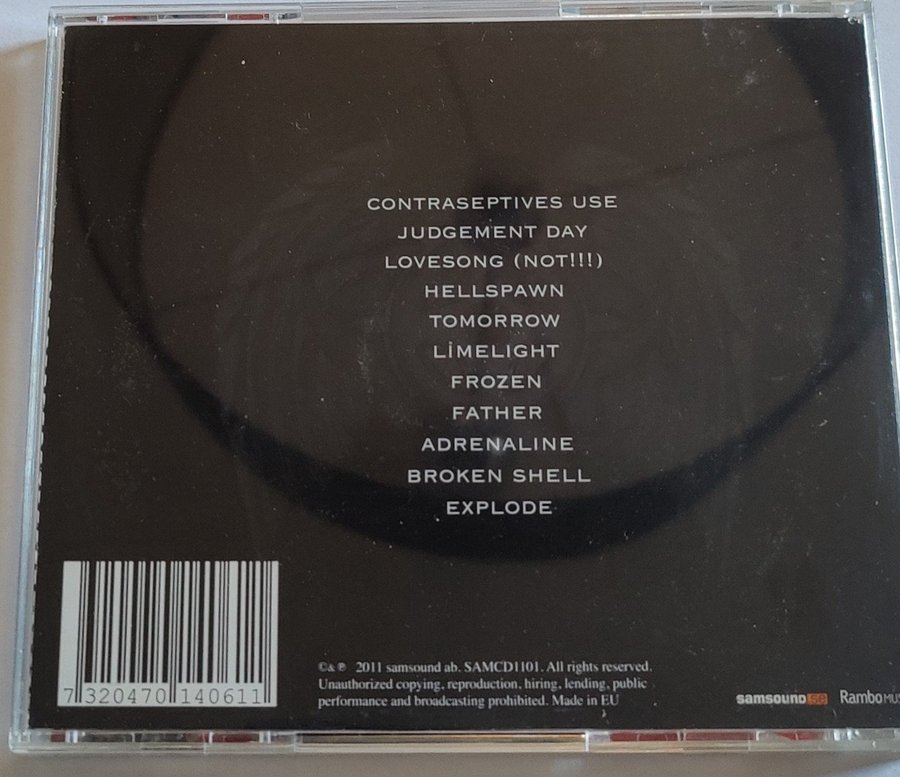 CONTRASEPTIVES USE
JUDGEMENT DAY
LOVESONG (NOT!!!)
HELLSPAWN
TOMORROW
LİMELIGHT
FROZEN
FATHER
ADRENALINE
BROKEN SHELL
EXPLODE
7 320470 140611
©& ℗ 2011 samsound ab. SAMCD1101. All rights reserved.
Unauthorized copying, reproduction, hiring, lending, public
performance and broadcasting prohibited. Made in EU
samsound.se
Rambo